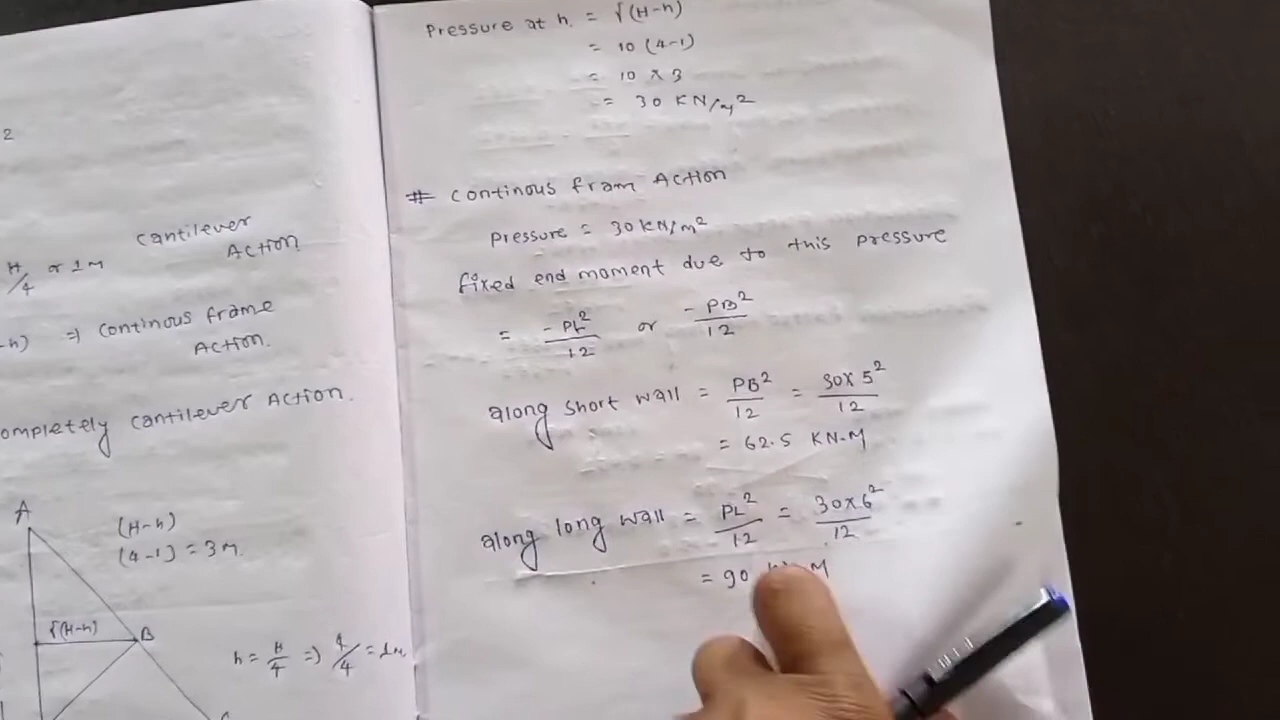 2
cantilever
H/4 or 1M Action
-h) => continous frame
Action.
ompletely cantilever Action.
A
(H-h)
(4-1) = 3M
γ(H-h) B
h = H/4 => 4/4 = 1M
Pressure at h = γ(H-h)
= 10 (4-1)
= 10 x 3
= 30 KN/m2
# continous fram Action
Pressure = 30 KN/m2
fixed end moment due to this pressure
= -PL2/12 or -PB2/12
along short wall = PB2/12 = 30x52/12
= 62.5 KN-M
along long wall = PL2/12 = 30x62/12
= 90 M